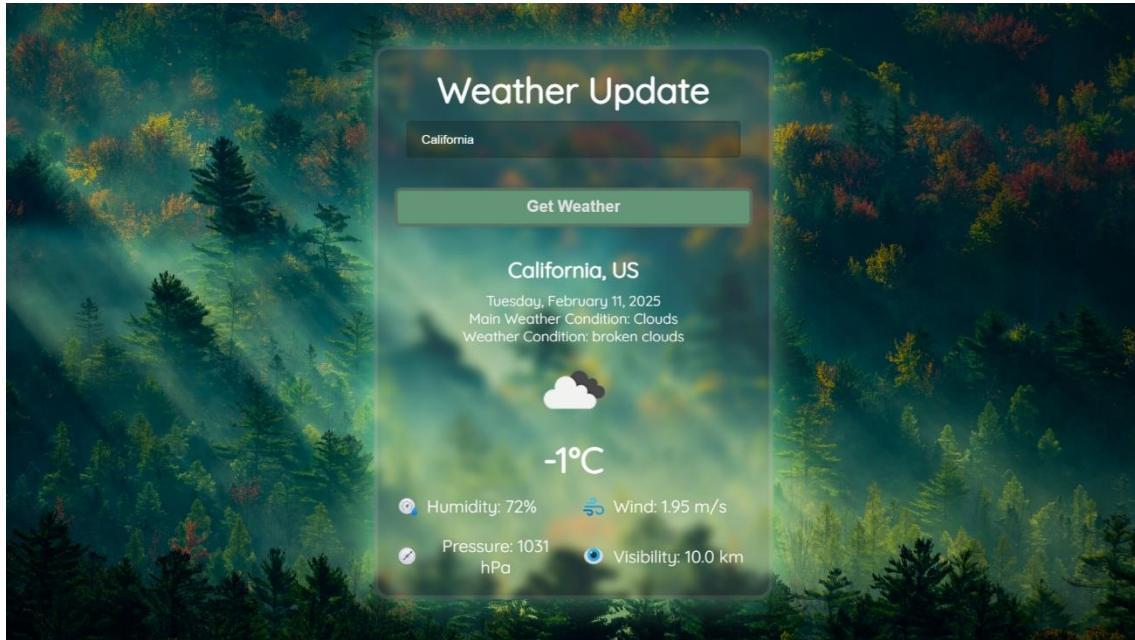 Weather Update
California
Get Weather
California, US
Tuesday, February 11, 2025
Main Weather Condition: Clouds
Weather Condition: broken clouds
-1°C
Humidity: 72%
Wind: 1.95 m/s
Pressure: 1031
hPa
Visibility: 10.0 km